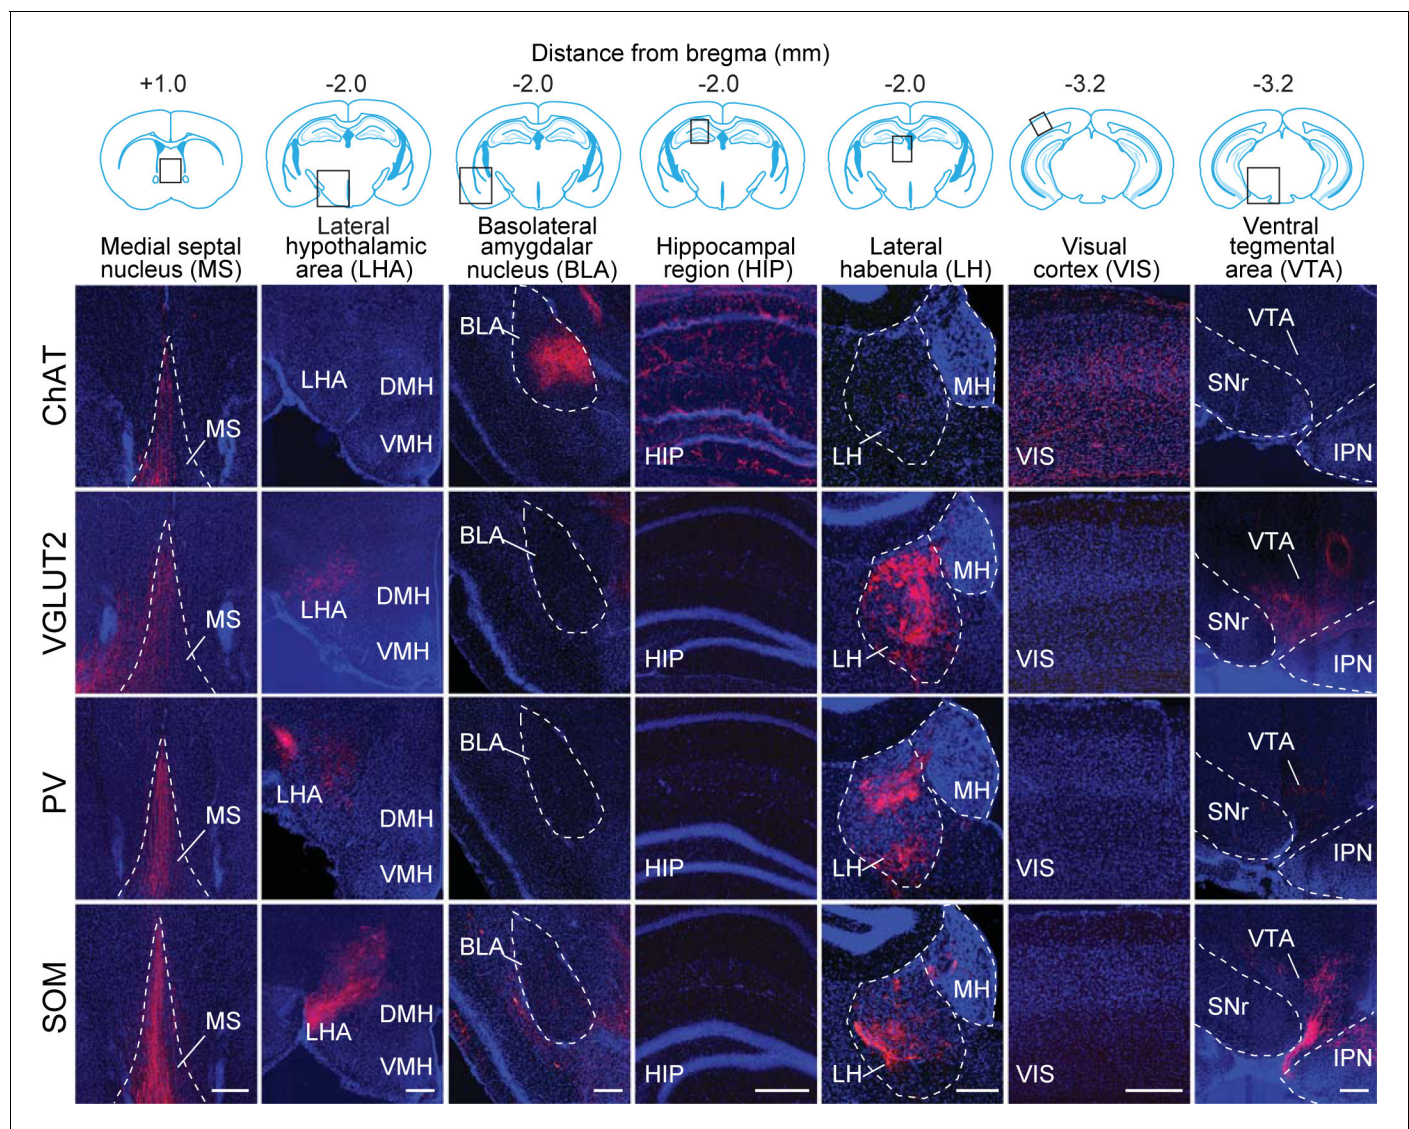 Distance from bregma (mm)
+1.0 -2.0 -2.0 -2.0 -2.0 -3.2 -3.2
Medial septal
nucleus (MS)
Lateral
hypothalamic
area (LHA)
Basolateral
amygdalar
nucleus (BLA)
Hippocampal
region (HIP)
Lateral
habenula (LH)
Visual
cortex (VIS)
Ventral
tegmental
area (VTA)
ChAT
MS
LHA
DMH
VMH
BLA
HIP
MH
LH
VIS
VTA
SNr
IPN
VGLUT2
MS
LHA
DMH
VMH
BLA
HIP
MH
LH
VIS
VTA
SNr
IPN
PV
MS
LHA
DMH
VMH
BLA
HIP
MH
LH
VIS
VTA
SNr
IPN
SOM
MS
LHA
DMH
VMH
BLA
HIP
MH
LH
VIS
VTA
SNr
IPN